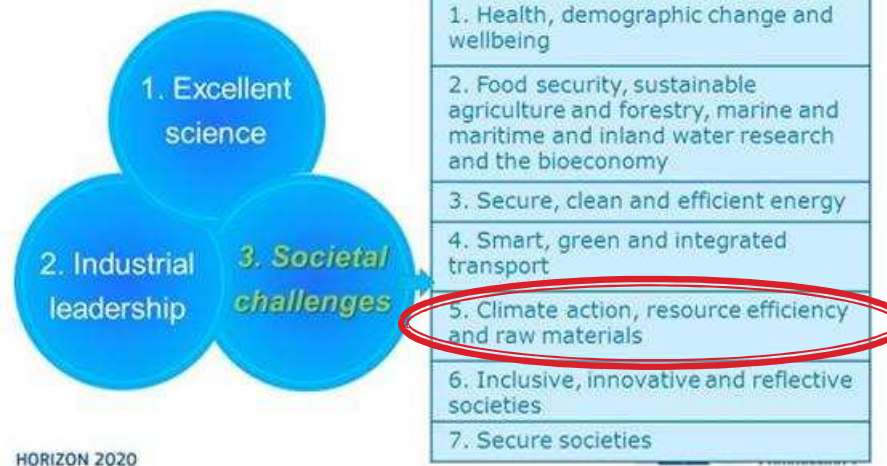 1. Excellent
science
2. Industrial
leadership
3. Societal
challenges
1. Health, demographic change and
wellbeing
2. Food security, sustainable
agriculture and forestry, marine and
maritime and inland water research
and the bioeconomy
3. Secure, clean and efficient energy
4. Smart, green and integrated
transport
5. Climate action, resource efficiency
and raw materials
6. Inclusive, innovative and reflective
societies
7. Secure societies
HORIZON 2020